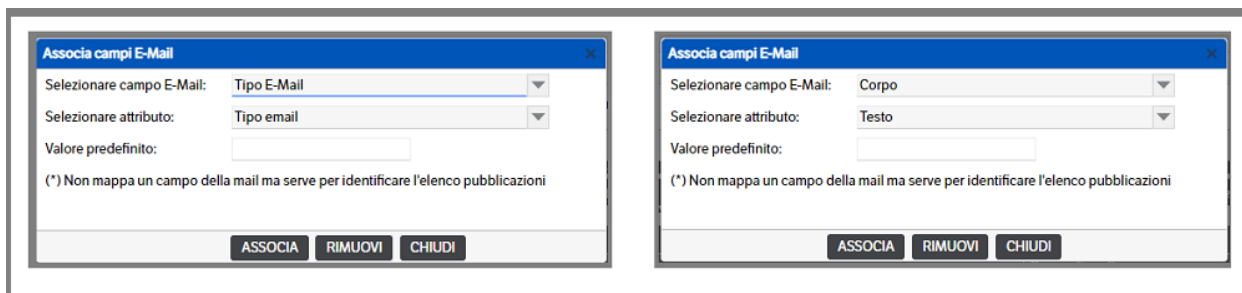 Associa campi E-Mail
Selezionare campo E-Mail: Tipo E-Mail
Selezionare attributo: Tipo email
Valore predefinito:
(*) Non mappa un campo della mail ma serve per identificare l'elenco pubblicazioni
ASSOCIA RIMUOVI CHIUDI
Associa campi E-Mail
Selezionare campo E-Mail: Corpo
Selezionare attributo: Testo
Valore predefinito:
(*) Non mappa un campo della mail ma serve per identificare l'elenco pubblicazioni
ASSOCIA RIMUOVI CHIUDI